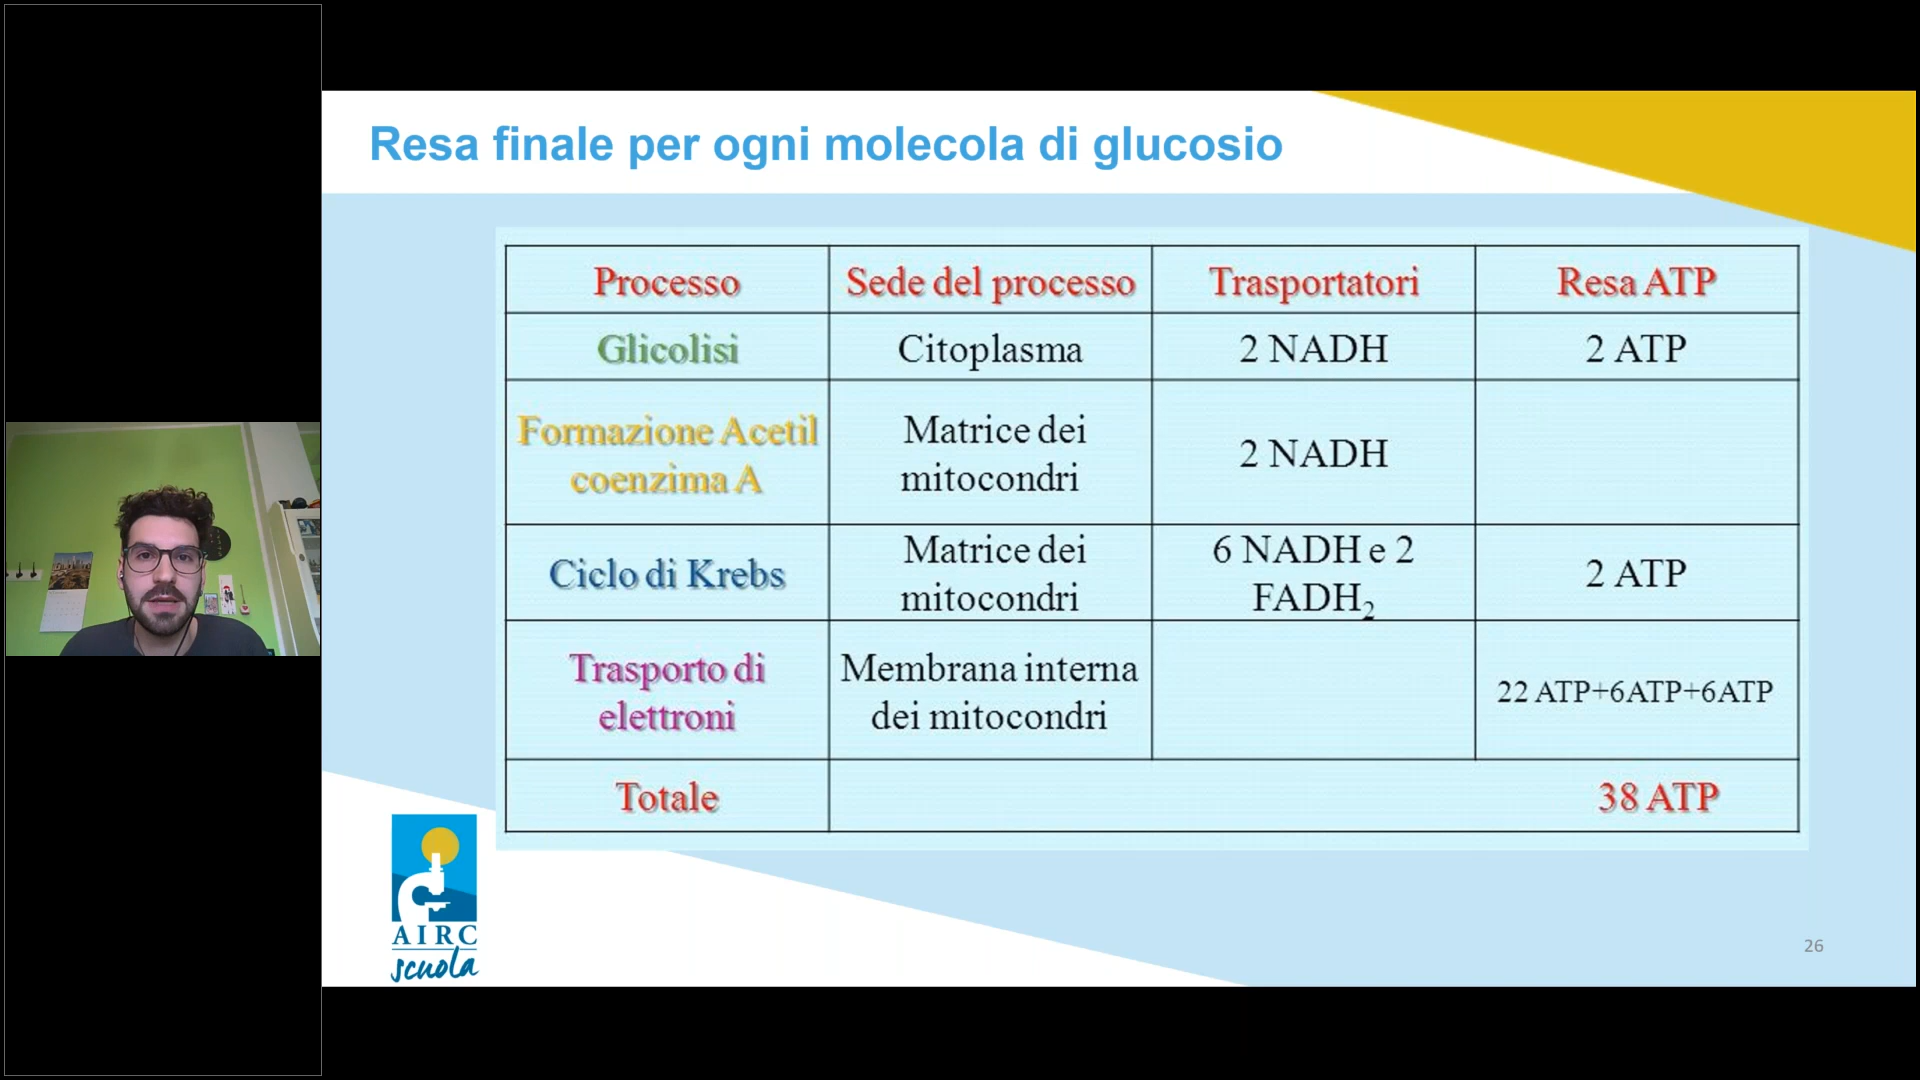 Resa finale per ogni molecola di glucosio
Processo
Sede del processo
Trasportatori
Resa ATP
Glicolisi
Citoplasma
2 NADH
2 ATP
Formazione Acetil
coenzima A
Matrice dei
mitocondri
2 NADH
Ciclo di Krebs
Matrice dei
mitocondri
6 NADH e 2
FADH₂
2 ATP
Trasporto di
elettroni
Membrana interna
dei mitocondri
22 ATP+6ATP+6ATP
Totale
38 ATP
AIRC
scuola
26